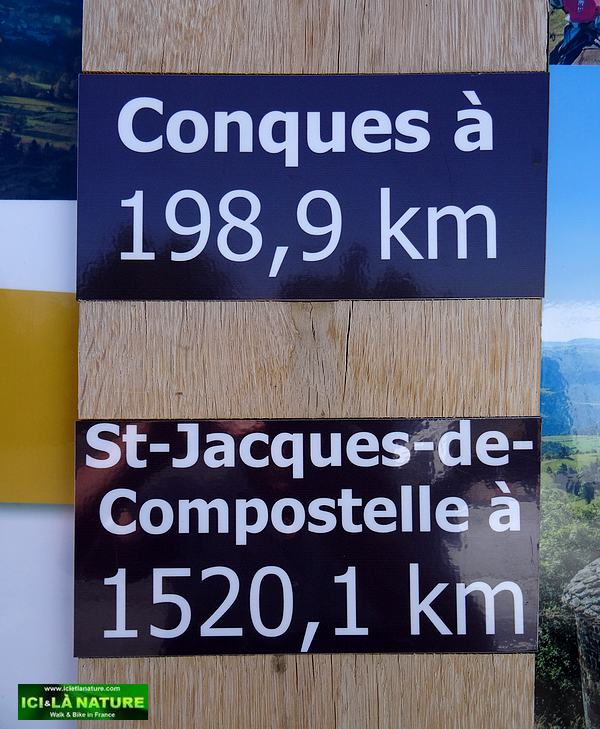 Conques à
198,9 km
St-Jacques-de-
Compostelle à
1520,1 km
www.icietlanature.com
ICI&LÀ NATURE
Walk & Bike in France